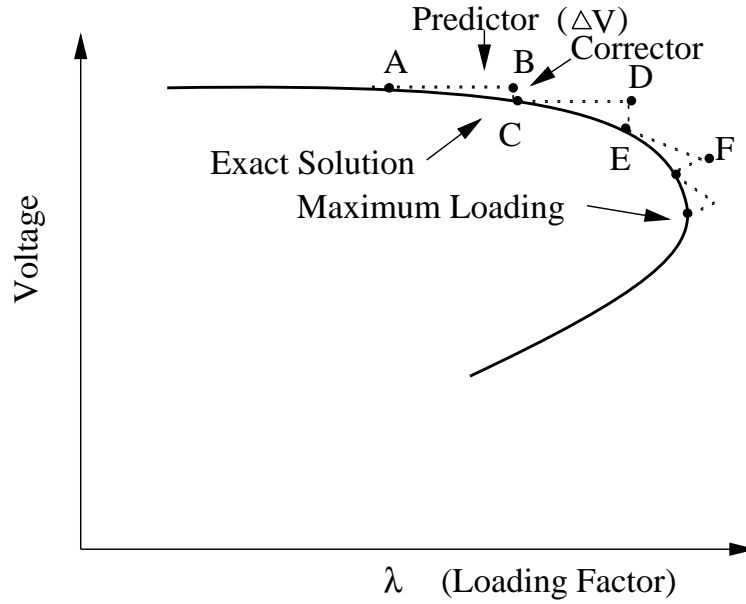 Predictor (△V)
Corrector
A
B
D
C
E
F
Exact Solution
Maximum Loading
Voltage
λ (Loading Factor)